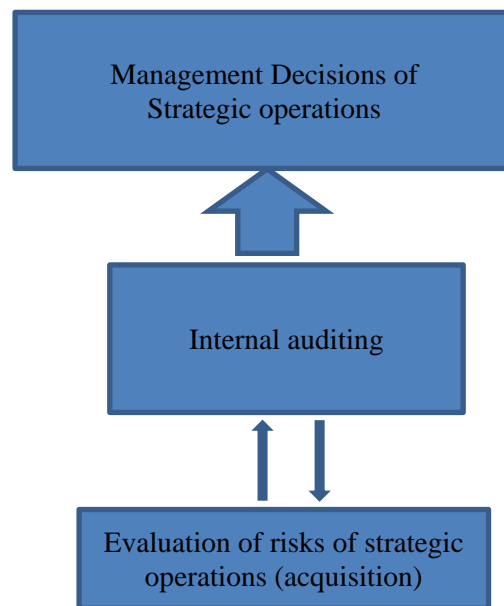 Management Decisions of
Strategic operations
Internal auditing
Evaluation of risks of strategic
operations (acquisition)